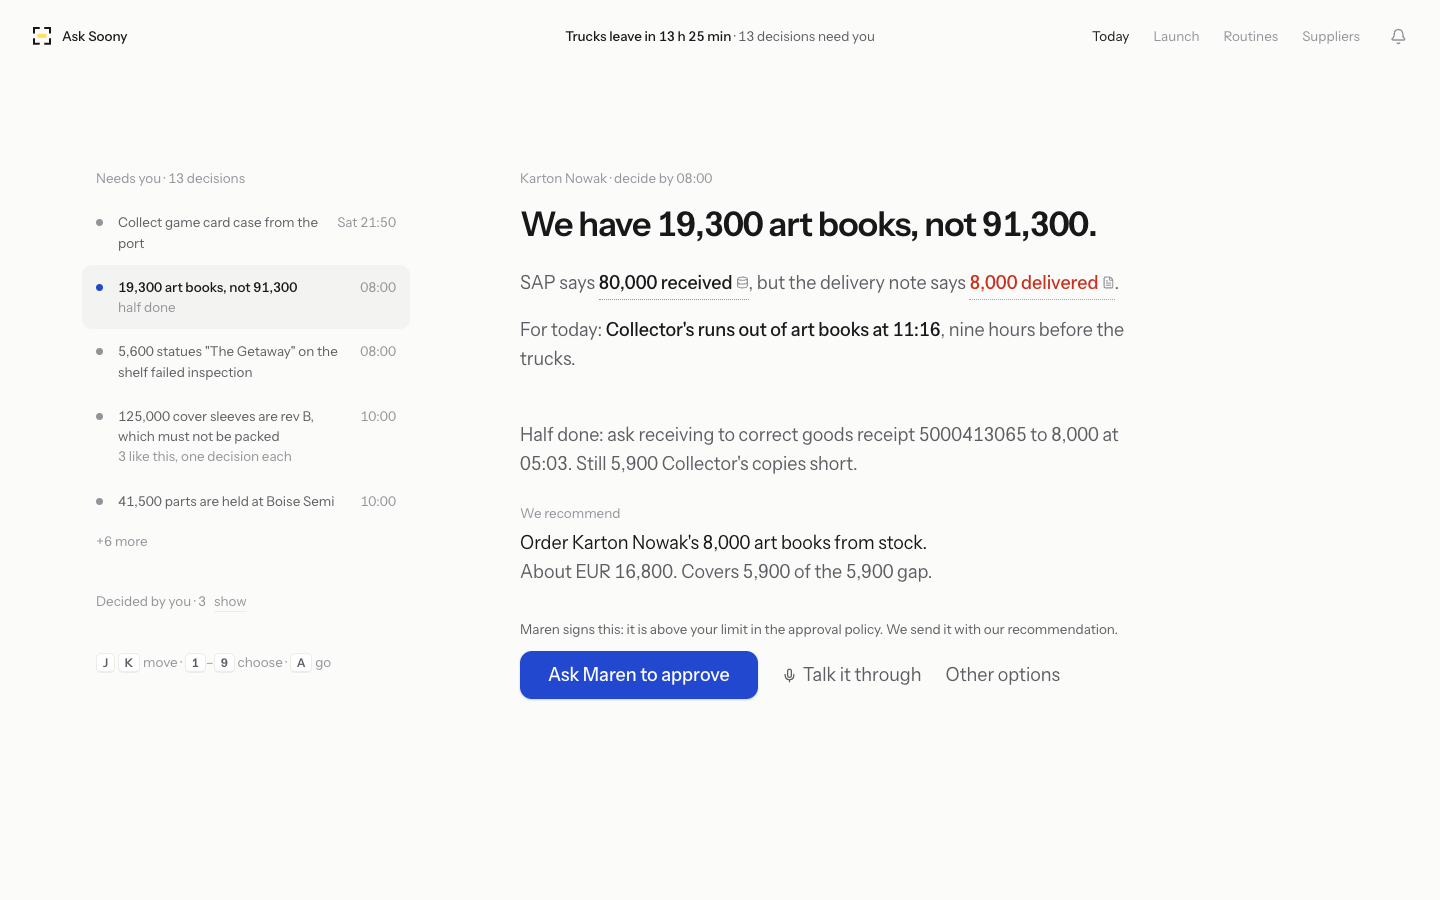 Ask Soony
Trucks leave in 13 h 25 min · 13 decisions need you
Today Launch Routines Suppliers
Needs you · 13 decisions
Collect game card case from the port Sat 21:50
19,300 art books, not 91,300 08:00
half done
5,600 statues "The Getaway" on the shelf failed inspection 08:00
125,000 cover sleeves are rev B, which must not be packed 10:00
3 like this, one decision each
41,500 parts are held at Boise Semi 10:00
+6 more
Decided by you · 3 show
J K move · 1 – 9 choose · A go
Karton Nowak · decide by 08:00
We have 19,300 art books, not 91,300.
SAP says 80,000 received, but the delivery note says 8,000 delivered.
For today: Collector's runs out of art books at 11:16, nine hours before the
trucks.
Half done: ask receiving to correct goods receipt 5000413065 to 8,000 at
05:03. Still 5,900 Collector's copies short.
We recommend
Order Karton Nowak's 8,000 art books from stock.
About EUR 16,800. Covers 5,900 of the 5,900 gap.
Maren signs this: it is above your limit in the approval policy. We send it with our recommendation.
Ask Maren to approve
Talk it through
Other options